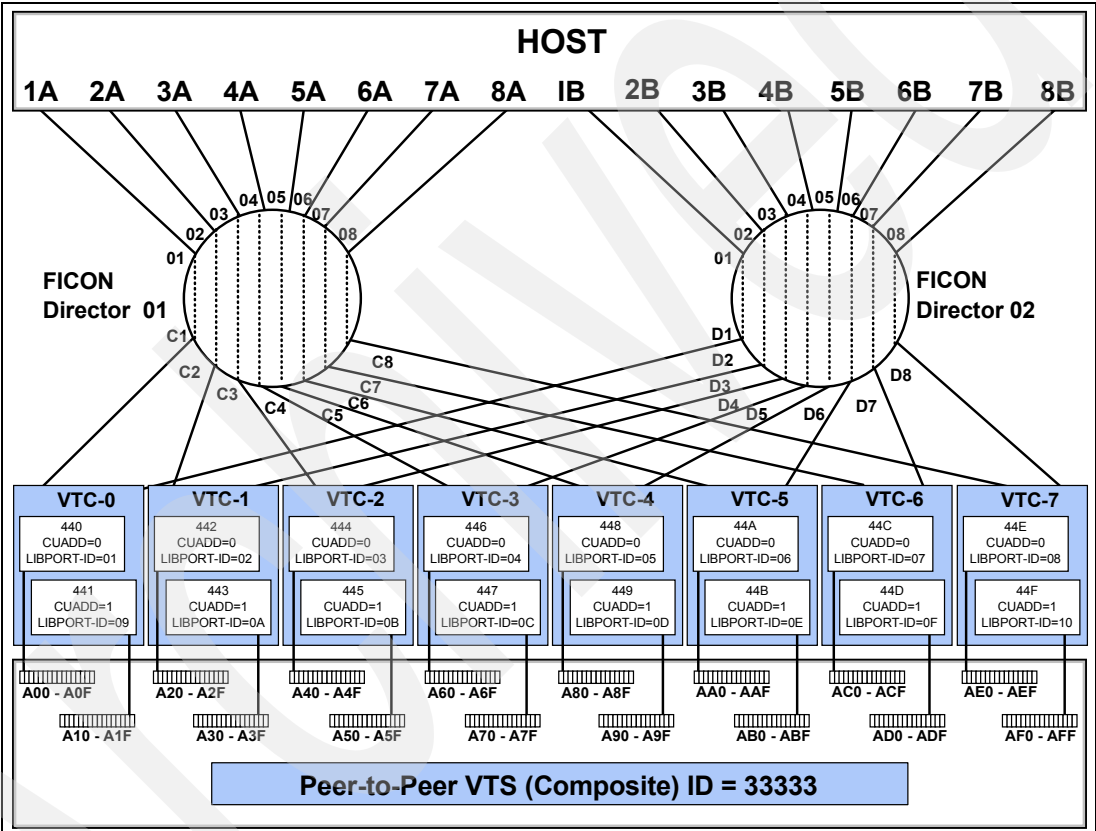 HOST
1A 2A 3A 4A 5A 6A 7A 8A IB 2B 3B 4B 5B 6B 7B 8B
01 02 03 04 05 06 07 08
01 02 03 04 05 06 07 08
FICON
Director 01
FICON
Director 02
C1 C2 C3 C4 C5 C6 C7 C8
D1 D2 D3 D4 D5 D6 D7 D8
VTC-0 VTC-1 VTC-2 VTC-3 VTC-4 VTC-5 VTC-6 VTC-7
440 442 444 446 448 44A 44C 44E
CUADD=0 CUADD=0 CUADD=0 CUADD=0 CUADD=0 CUADD=0 CUADD=0 CUADD=0
LIBPORT-ID=01 LIBPORT-ID=02 LIBPORT-ID=03 LIBPORT-ID=04 LIBPORT-ID=05 LIBPORT-ID=06 LIBPORT-ID=07 LIBPORT-ID=08
441 443 445 447 449 44B 44D 44F
CUADD=1 CUADD=1 CUADD=1 CUADD=1 CUADD=1 CUADD=1 CUADD=1 CUADD=1
LIBPORT-ID=09 LIBPORT-ID=0A LIBPORT-ID=0B LIBPORT-ID=0C LIBPORT-ID=0D LIBPORT-ID=0E LIBPORT-ID=0F LIBPORT-ID=10
A00 - A0F A20 - A2F A40 - A4F A60 - A6F A80 - A8F AA0 - AAF AC0 - ACF AE0 - AEF
A10 - A1F A30 - A3F A50 - A5F A70 - A7F A90 - A9F AB0 - ABF AD0 - ADF AF0 - AFF
Peer-to-Peer VTS (Composite) ID = 33333